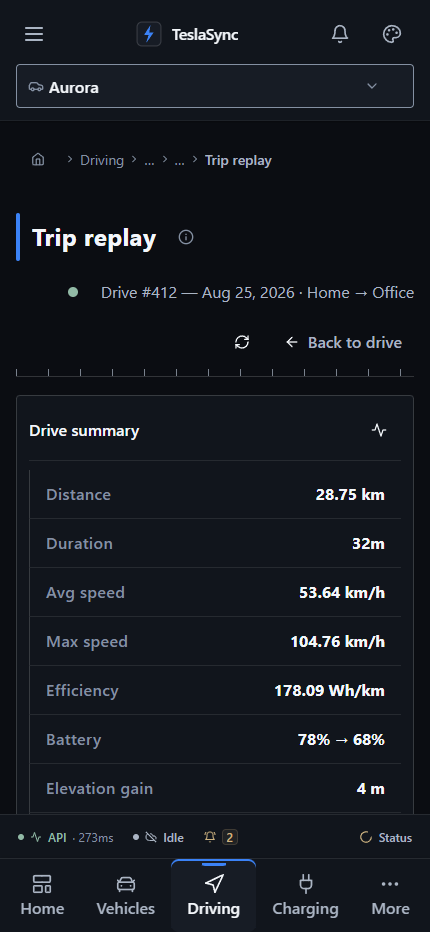 TeslaSync
Aurora
Driving > ... > ... > Trip replay
Trip replay
Drive #412 — Aug 25, 2026 · Home → Office
← Back to drive
Drive summary
Distance 28.75 km
Duration 32m
Avg speed 53.64 km/h
Max speed 104.76 km/h
Efficiency 178.09 Wh/km
Battery 78% → 68%
Elevation gain 4 m
API · 273ms Idle 2 Status
Home Vehicles Driving Charging More